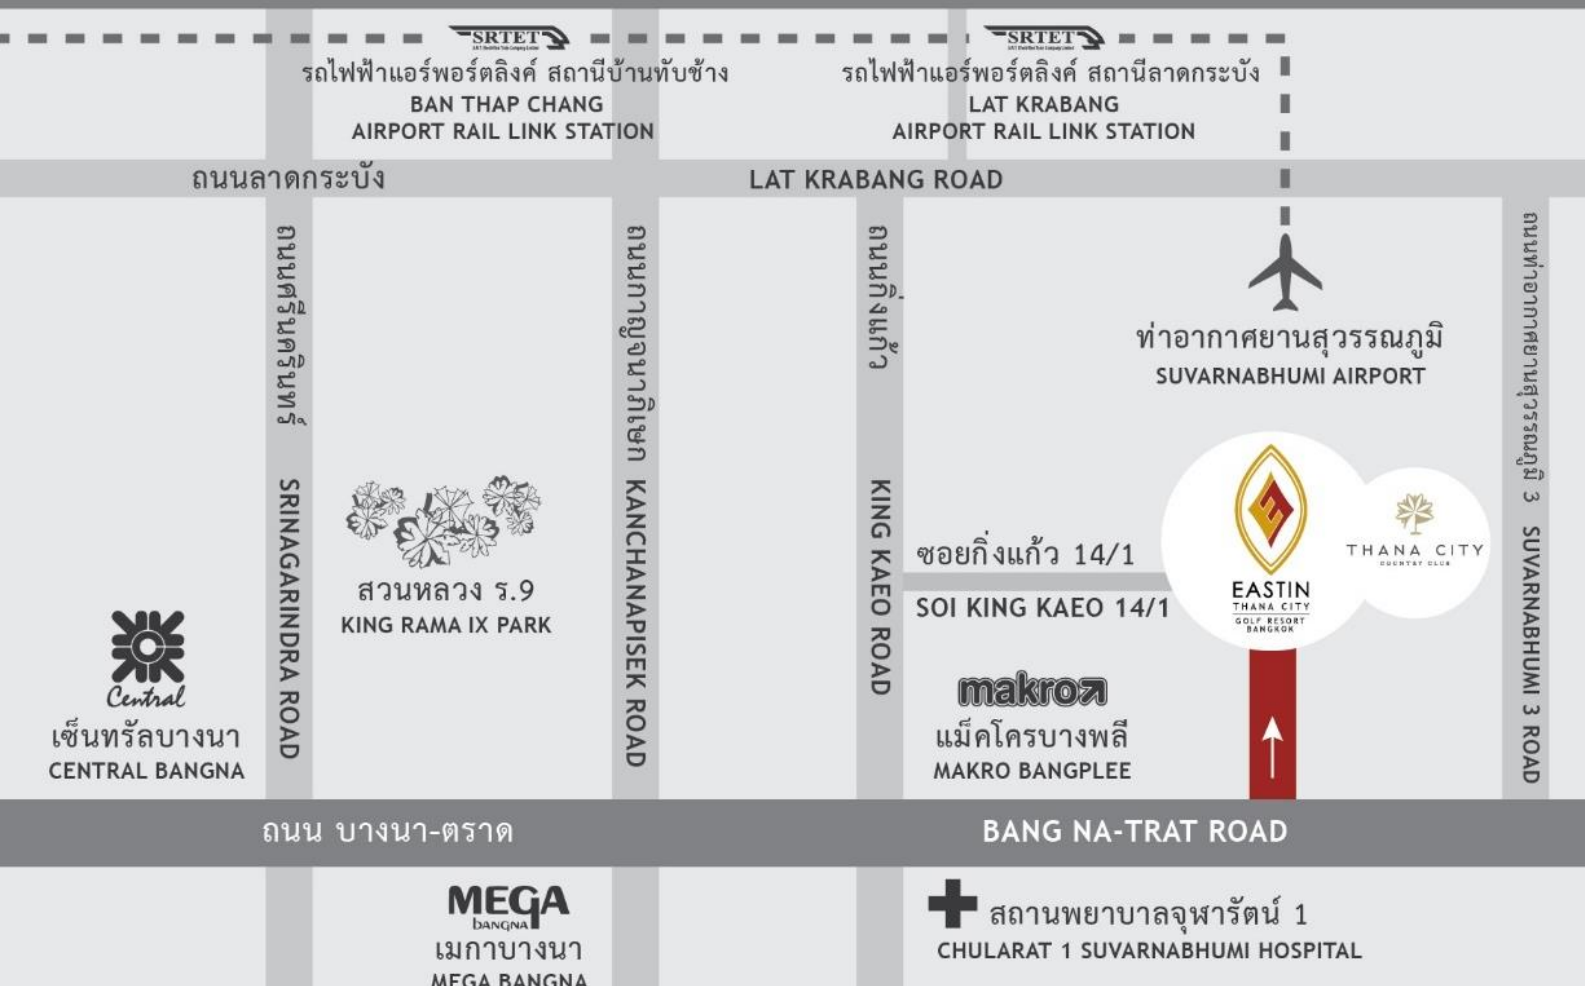 SRTET
SRTET
รถไฟฟ้าแอร์พอร์ตลิงค์ สถานีบ้านทับช้าง
BAN THAP CHANG
AIRPORT RAIL LINK STATION
รถไฟฟ้าแอร์พอร์ตลิงค์ สถานีลาดกระบัง
LAT KRABANG
AIRPORT RAIL LINK STATION
ถนนลาดกระบัง
LAT KRABANG ROAD
ถนนศรีนครินทร์ SRINAGARINDRA ROAD
ถนนกาญจนาภิเษก KANCHANAPISEK ROAD
ถนนกิ่งแก้ว KING KAEO ROAD
ถนนท่าอากาศยานสุวรรณภูมิ 3 SUVARNABHUMI 3 ROAD
ท่าอากาศยานสุวรรณภูมิ
SUVARNABHUMI AIRPORT
สวนหลวง ร.9
KING RAMA IX PARK
ซอยกิ่งแก้ว 14/1
SOI KING KAEO 14/1
EASTIN
THANA CITY
GOLF RESORT
BANGKOK
THANA CITY
COUNTRY CLUB
Central
เซ็นทรัลบางนา
CENTRAL BANGNA
makro
แม็คโครบางพลี
MAKRO BANGPLEE
ถนน บางนา-ตราด
BANG NA-TRAT ROAD
MEGA
BANGNA
เมกาบางนา
MEGA BANGNA
สถานพยาบาลจุฬารัตน์ 1
CHULARAT 1 SUVARNABHUMI HOSPITAL